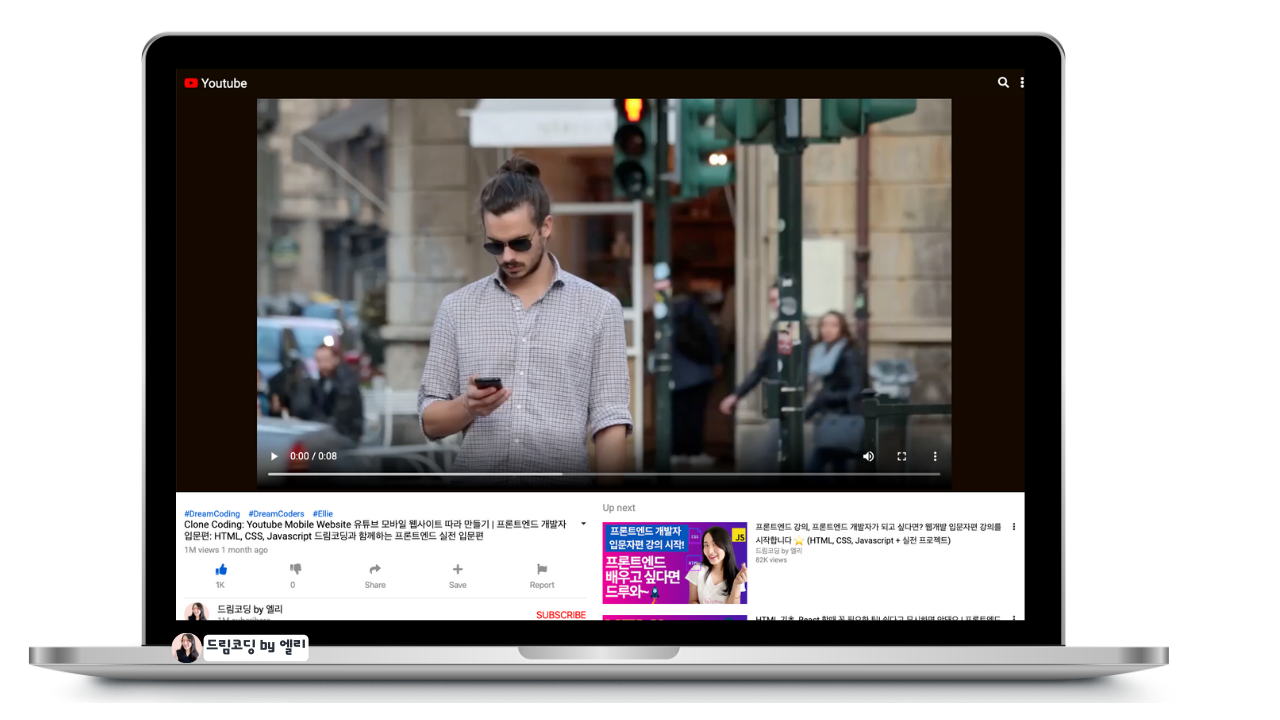 Youtube
0:00 / 0:08
#DreamCoding #DreamCoders #Ellie
Clone Coding: Youtube Mobile Website 유튜브 모바일 웹사이트 따라 만들기 | 프론트엔드 개발자
입문편: HTML, CSS, Javascript 드림코딩과 함께하는 프론트엔드 실전 입문편
1M views 1 month ago
1K
0
Share
Save
Report
드림코딩 by 엘리
1M subscribers
SUBSCRIBE
Up next
프론트엔드 개발자
입문자편 강의 시작!
프론트엔드
배우고 싶다면
드루와~
CSS
JS
프론트엔드 강의, 프론트엔드 개발자가 되고 싶다면? 웹개발 입문자편 강의를
시작합니다 ⭐ (HTML, CSS, Javascript + 실전 프로젝트)
드림코딩 by 엘리
82K views
드림코딩 by 엘리